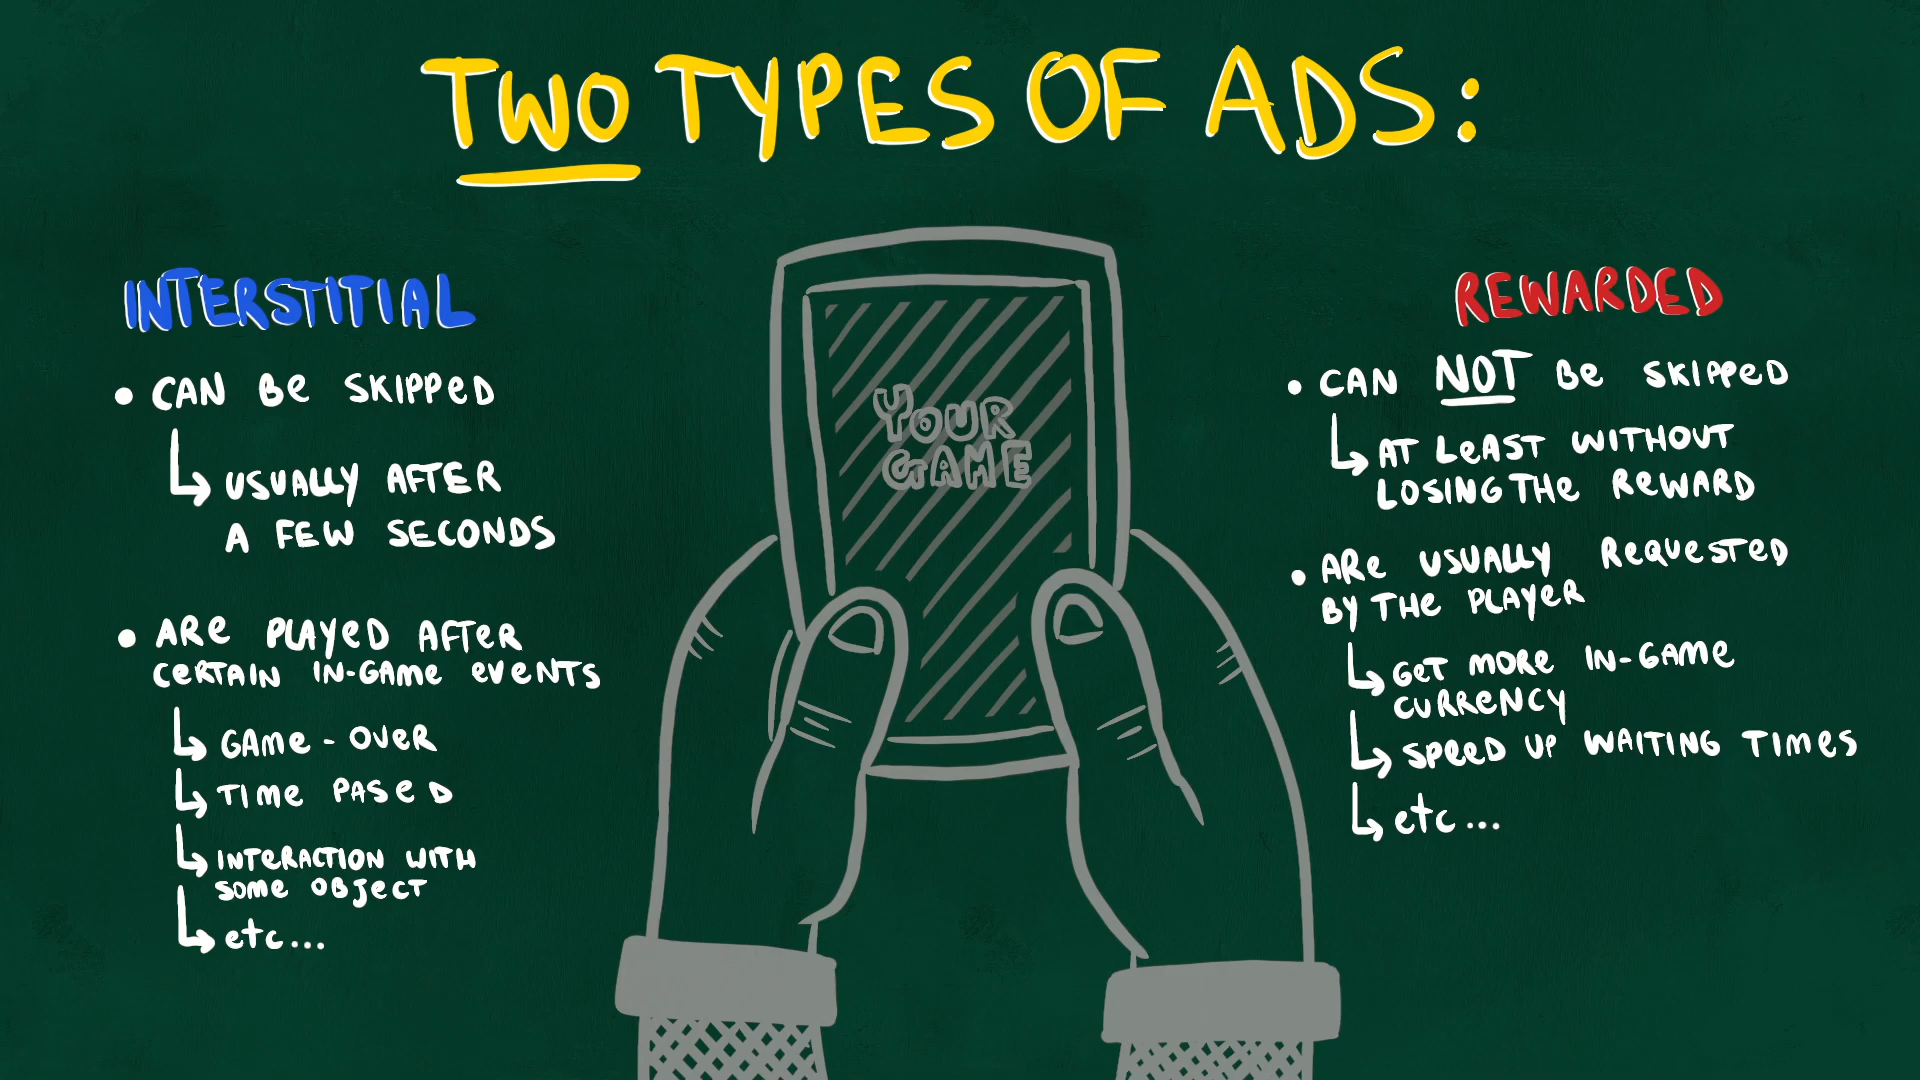 TWO TYPES OF ADS:
INTERSTITIAL
• CAN BE SKIPPED
USUALLY AFTER
A FEW SECONDS
• ARE PLAYED AFTER
CERTAIN IN-GAME EVENTS
GAME-OVER
TIME PASED
INTERACTION WITH
SOME OBJECT
etc...
YOUR
GAME
REWARDED
• CAN NOT BE SKIPPED
AT LEAST WITHOUT
LOSING THE REWARD
• ARE USUALLY REQUESTED
BY THE PLAYER
GET MORE IN-GAME
CURRENCY
SPEED UP WAITING TIMES
etc...